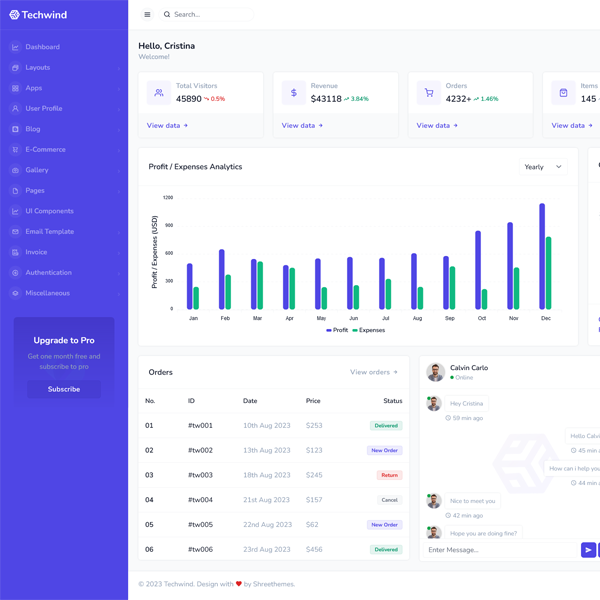 Techwind
Search...
Dashboard
Layouts
Apps
User Profile
Blog
E-Commerce
Gallery
Pages
UI Components
Email Template
Invoice
Authentication
Miscellaneous
Upgrade to Pro
Get one month free and
subscribe to pro
Subscribe
Hello, Cristina
Welcome!
Total Visitors
45890 0.5%
View data
Revenue
$43118 3.84%
View data
Orders
4232+ 1.46%
View data
Items
145
View data
Profit / Expenses Analytics
Yearly
Profit / Expenses (USD)
1200
900
600
300
0
Jan Feb Mar Apr May Jun Jul Aug Sep Oct Nov Dec
Profit Expenses
Orders View orders
No. ID Date Price Status
01 #tw001 10th Aug 2023 $253 Delivered
02 #tw002 13th Aug 2023 $123 New Order
03 #tw003 18th Aug 2023 $245 Return
04 #tw004 21st Aug 2023 $157 Cancel
05 #tw005 22nd Aug 2023 $62 New Order
06 #tw006 23rd Aug 2023 $456 Delivered
Calvin Carlo
Online
Hey Cristina
59 min ago
Hello Calvi
45 min a
How can i help you
44 min a
Nice to meet you
42 min ago
Hope you are doing fine?
Enter Message...
© 2023 Techwind. Design with ❤ by Shreethemes.